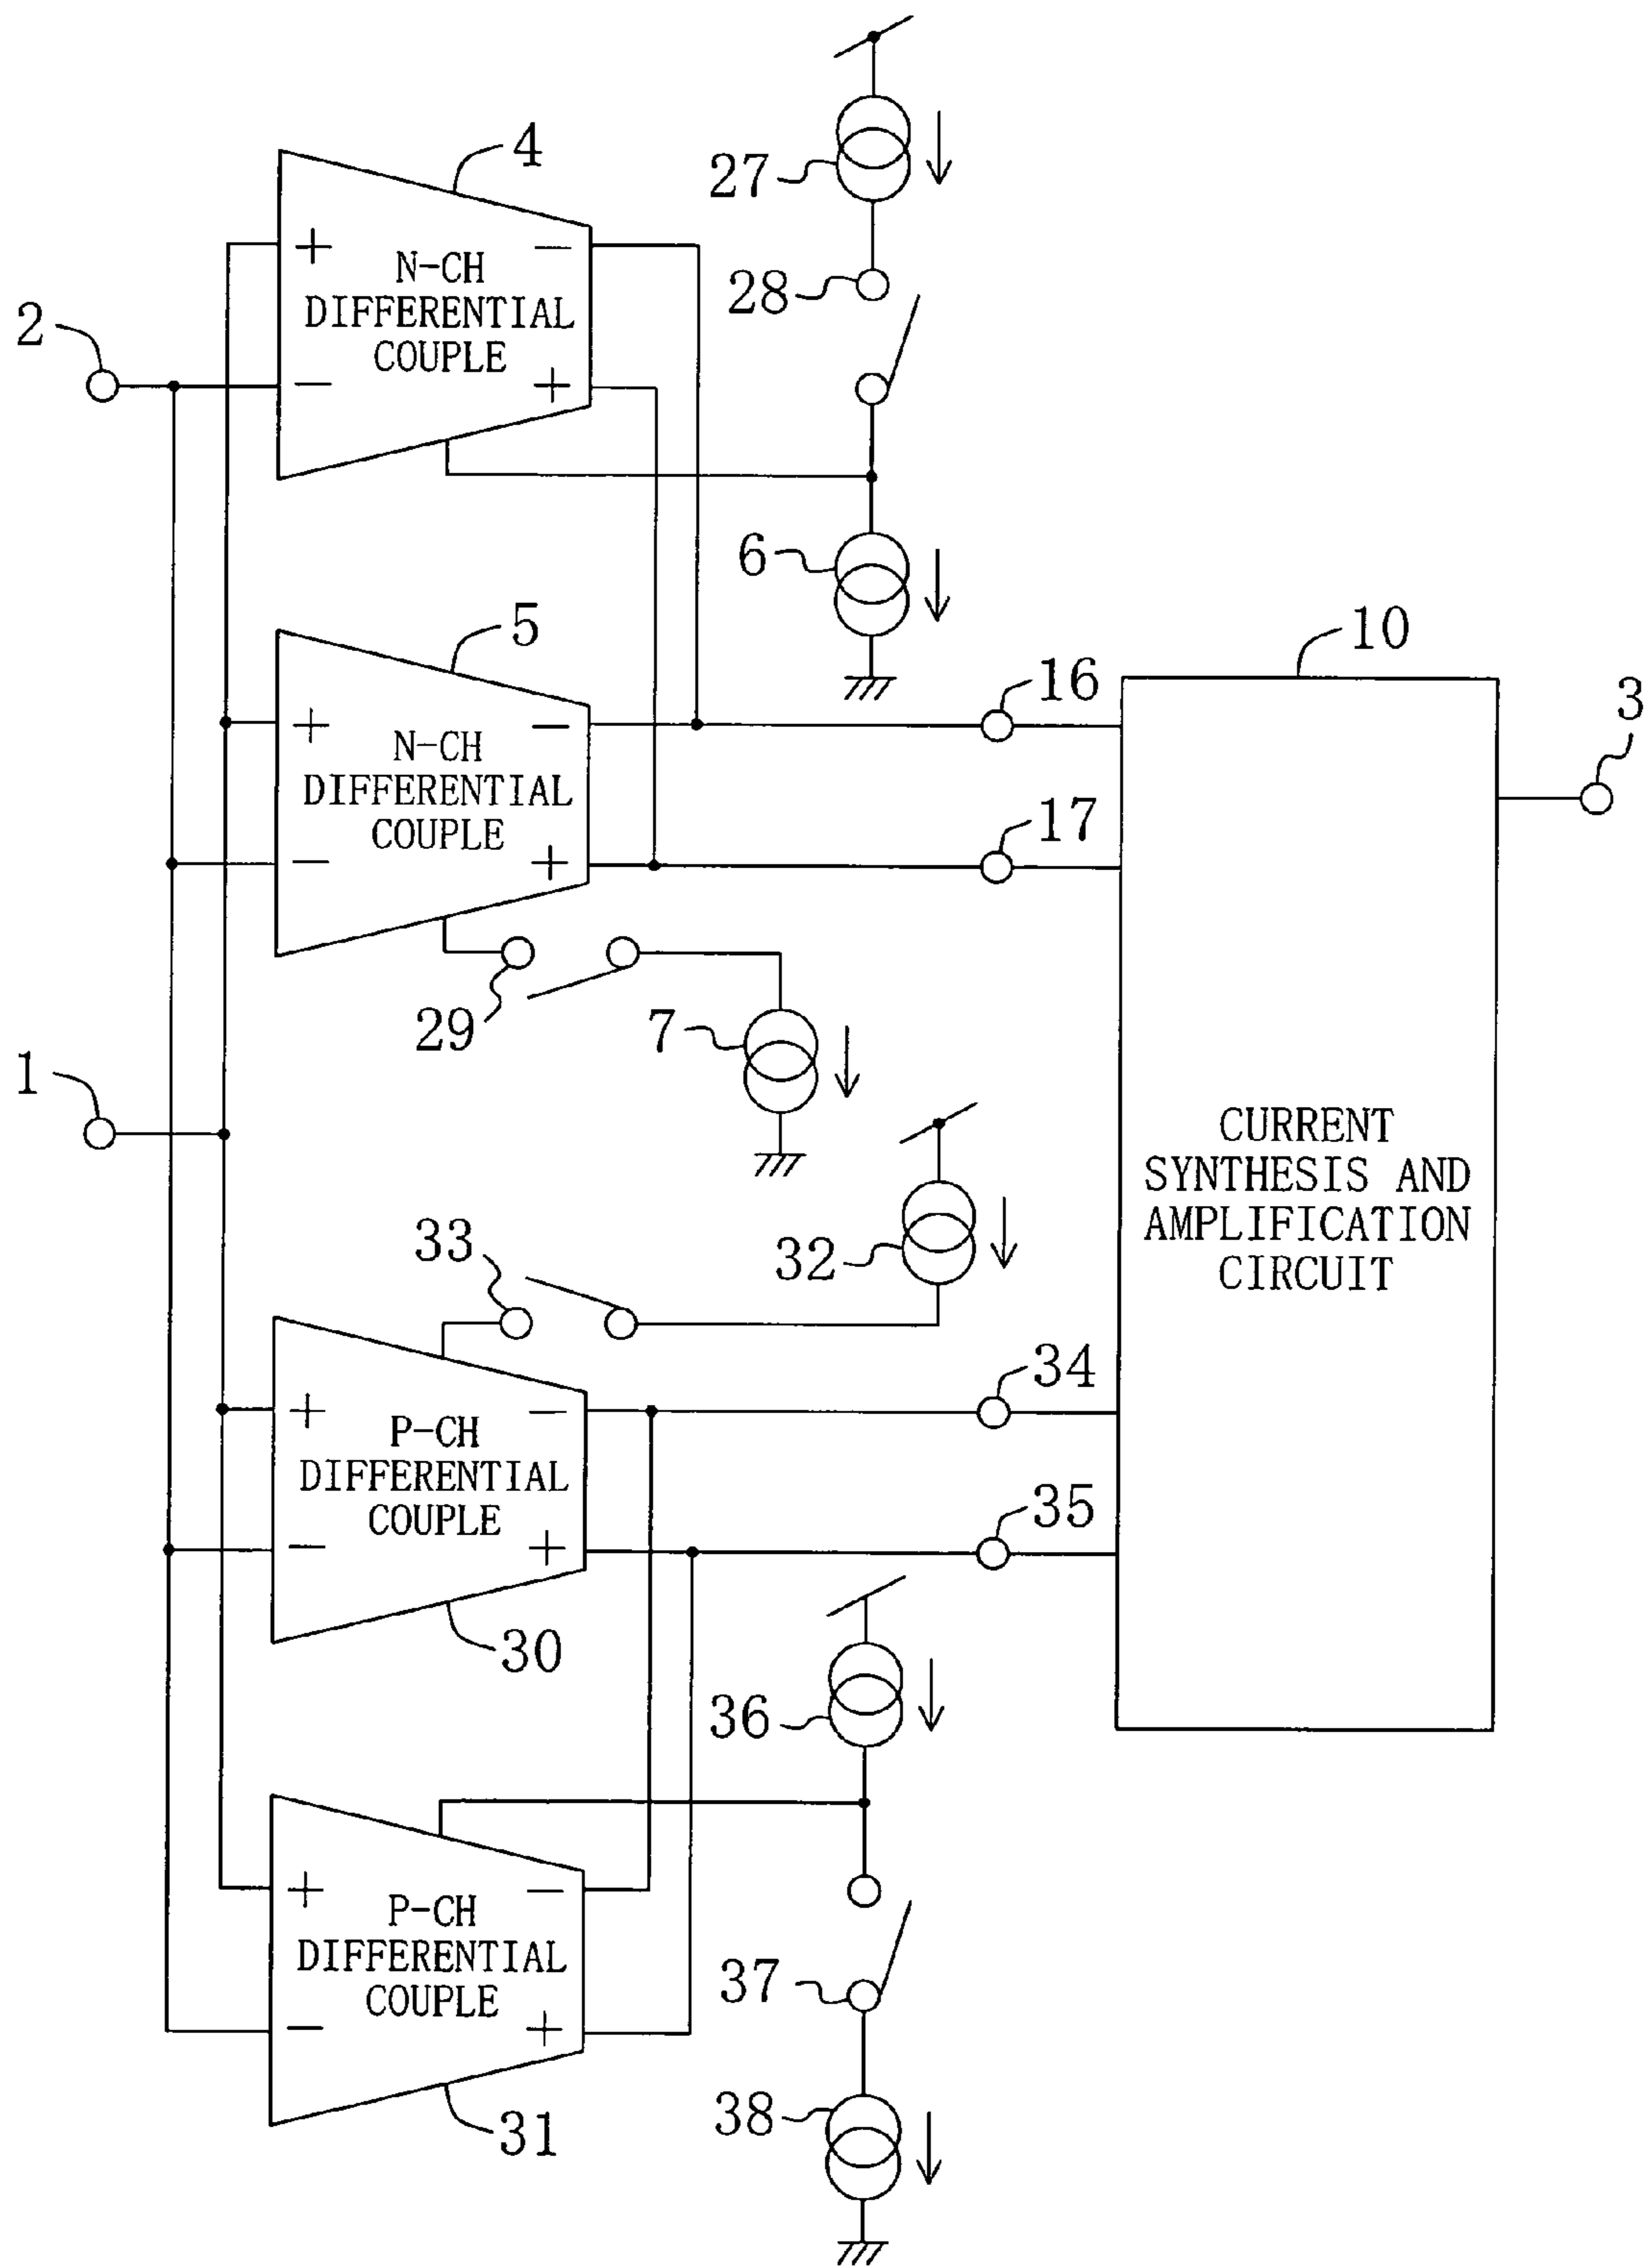 4
27
+
−
N-CH
DIFFERENTIAL
COUPLE
28
2
−
+
6
5
10
16
3
+
−
N-CH
DIFFERENTIAL
COUPLE
17
−
+
29
7
1
CURRENT
SYNTHESIS AND
AMPLIFICATION
CIRCUIT
33
32
34
+
−
P-CH
DIFFERENTIAL
COUPLE
35
−
+
30
36
+
−
P-CH
DIFFERENTIAL
COUPLE
37
−
+
31
38